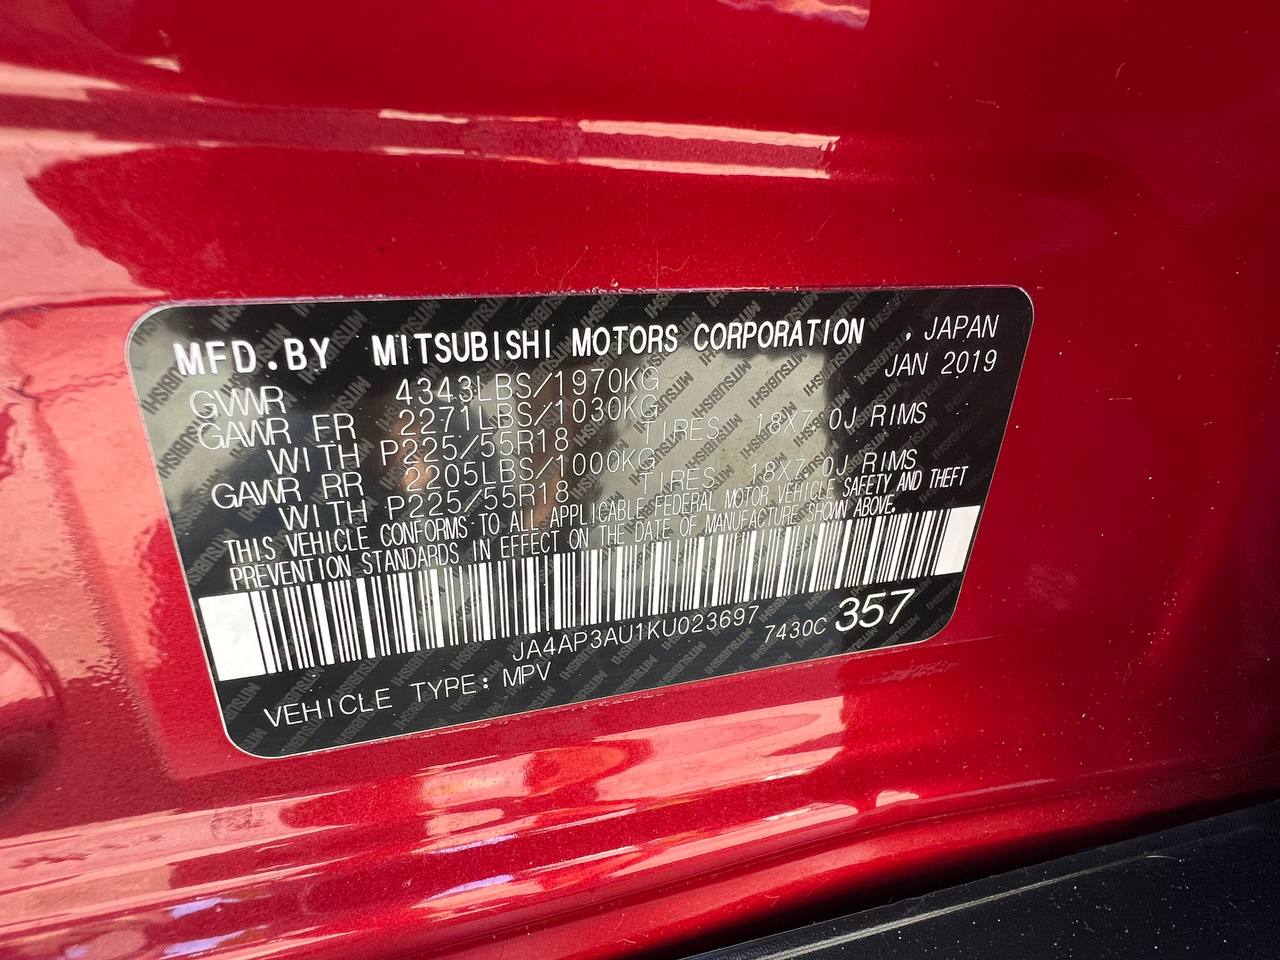 MFD.BY MITSUBISHI MOTORS CORPORATION , JAPAN
JAN 2019
GVWR 4343LBS/1970KG
GAWR FR 2271LBS/1030KG
WITH P225/55R18 TIRES 18X7.0J RIMS
GAWR RR 2205LBS/1000KG
WITH P225/55R18 TIRES 18X7.0J RIMS
THIS VEHICLE CONFORMS TO ALL APPLICABLE FEDERAL MOTOR VEHICLE SAFETY AND THEFT
PREVENTION STANDARDS IN EFFECT ON THE DATE OF MANUFACTURE SHOWN ABOVE.
JA4AP3AU1KU023697
7430C 357
VEHICLE TYPE: MPV